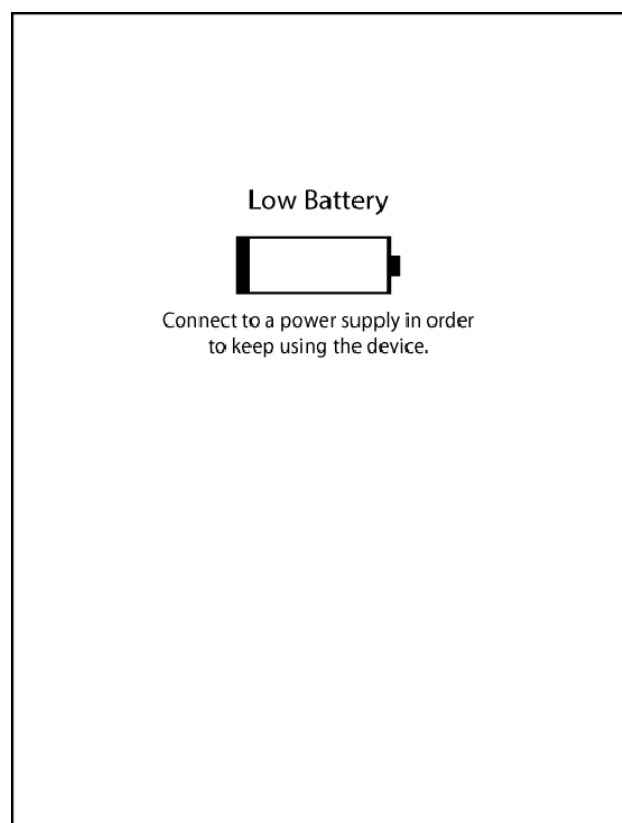 Low Battery
Connect to a power supply in order
to keep using the device.